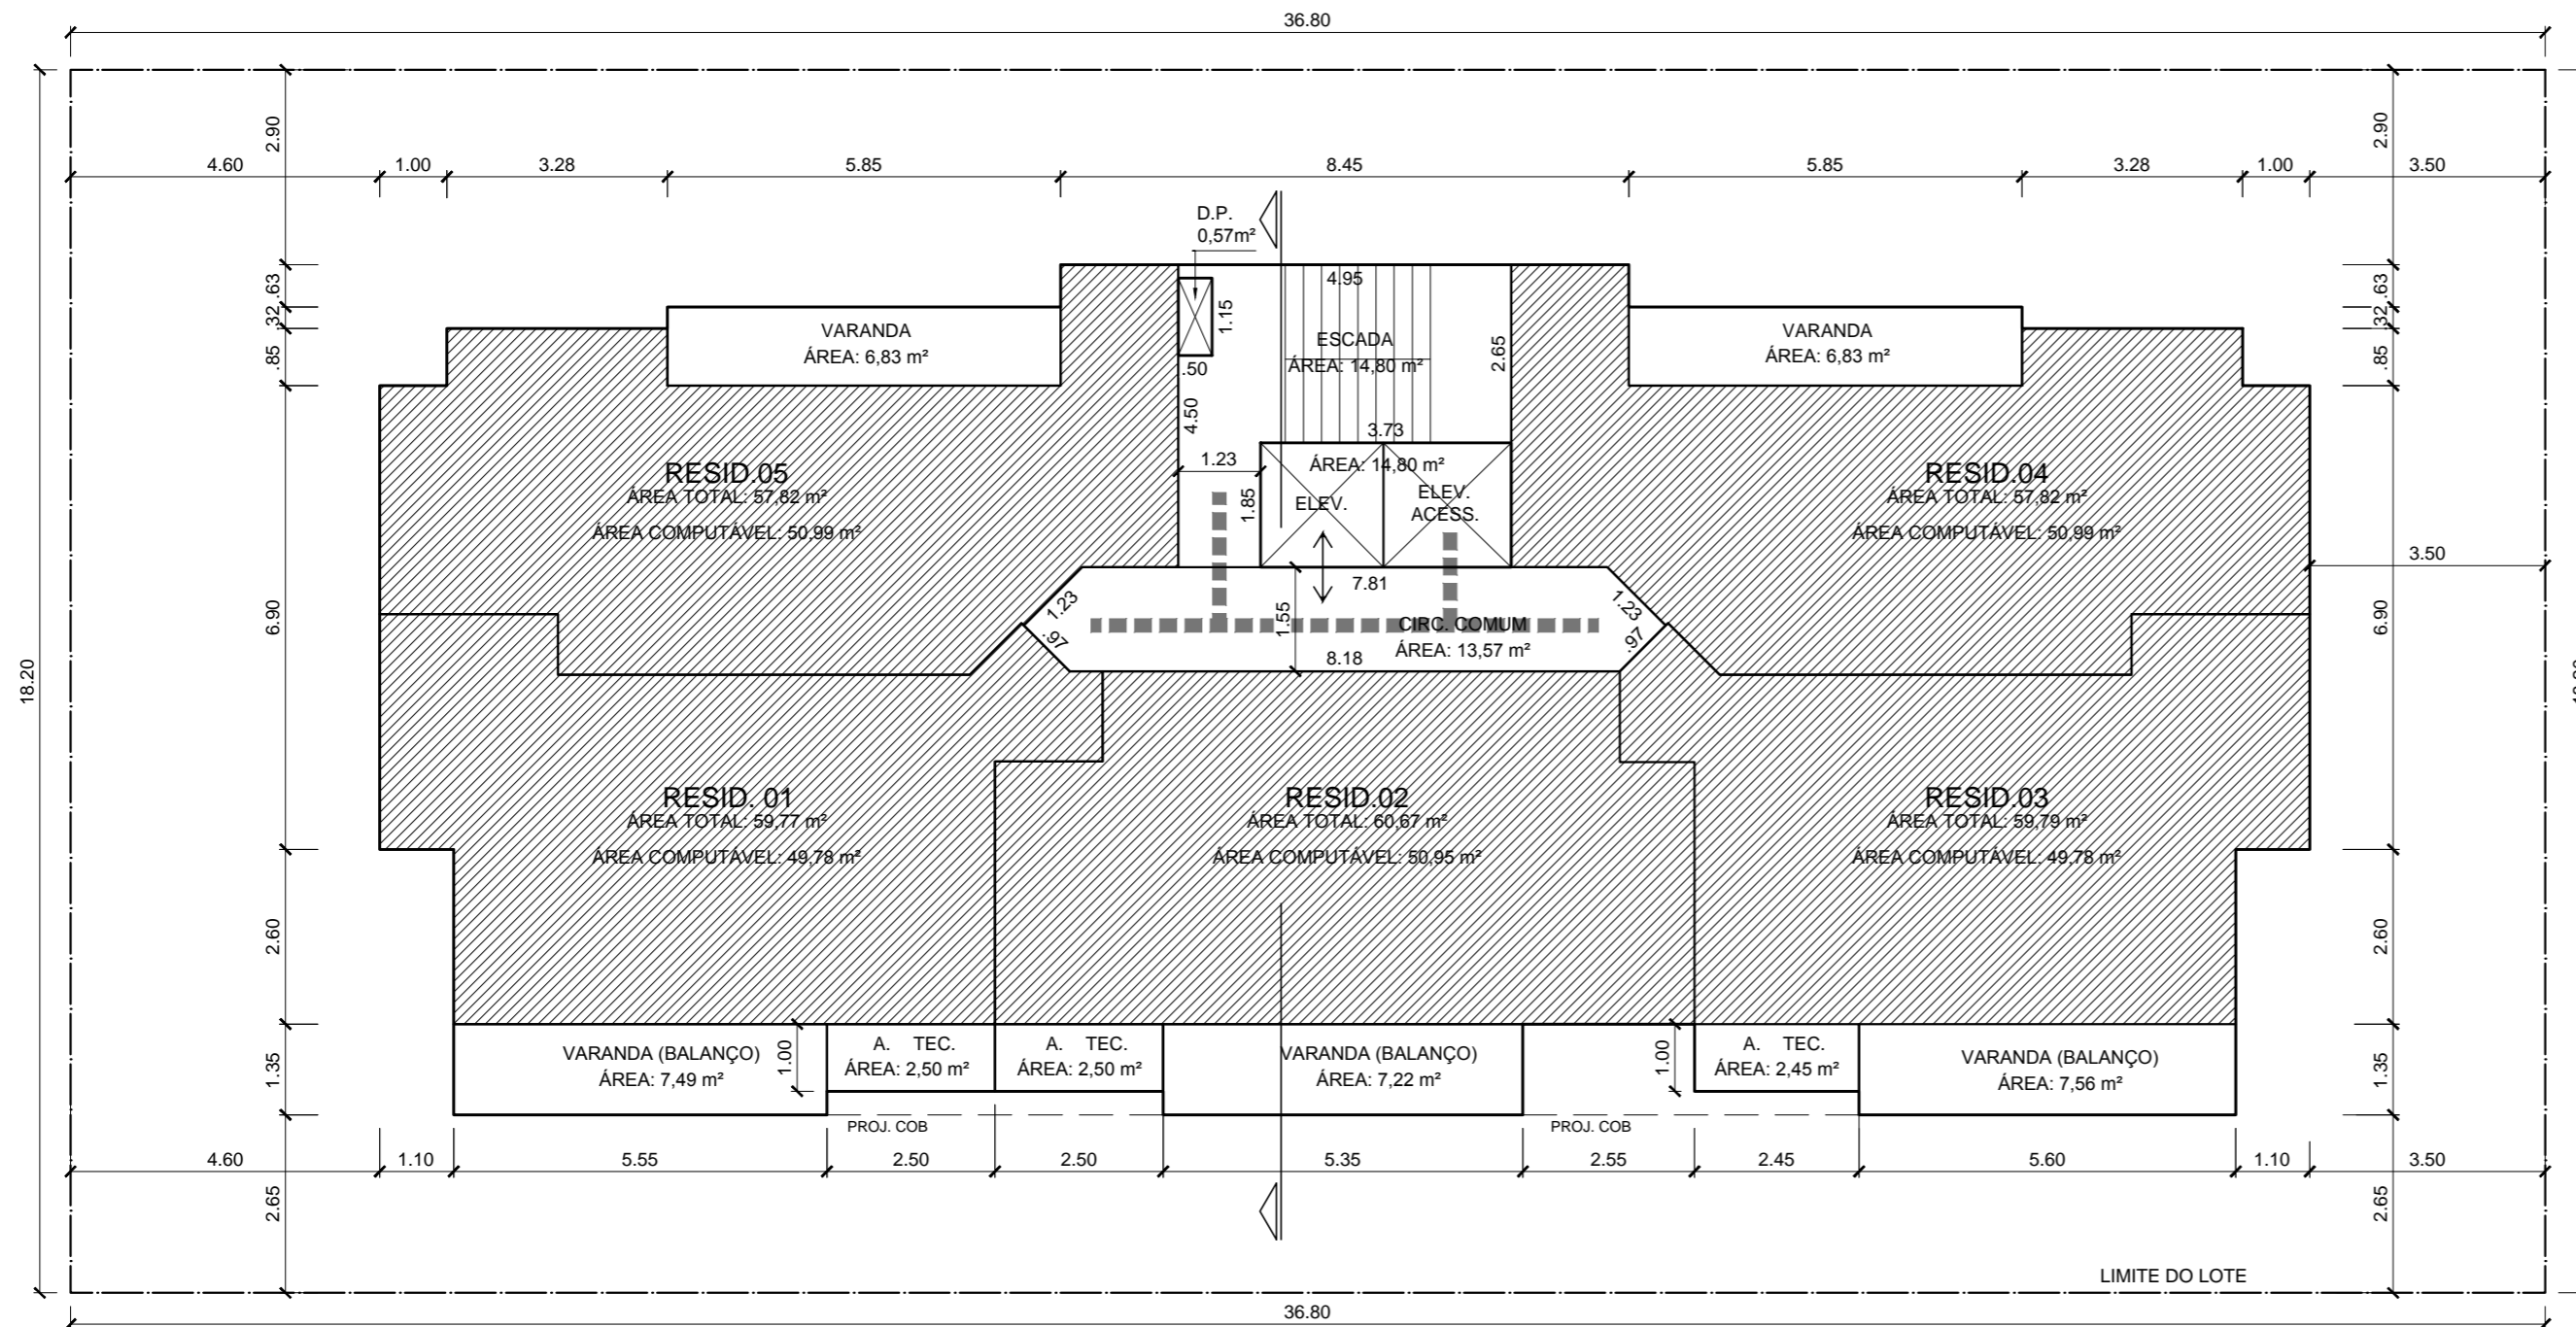 36.80
2.90
2.90
4.60
1.00
3.28
5.85
8.45
5.85
3.28
1.00
3.50
D.P.
0,57m²
.63
.32
.85
4.95
1.15
.50
2.65
4.50
.63
.32
.85
VARANDA
ÁREA: 6,83 m²
ESCADA
ÁREA: 14,80 m²
VARANDA
ÁREA: 6,83 m²
3.73
1.23
ÁREA: 14,80 m²
1.85
ELEV.
ELEV.
ACESS.
RESID.05
ÁREA TOTAL: 57,82 m²
ÁREA COMPUTÁVEL: 50,99 m²
RESID.04
ÁREA TOTAL: 57,82 m²
ÁREA COMPUTÁVEL: 50,99 m²
3.50
7.81
1.23
.97
1.55
1.23
.97
CIRC. COMUM
ÁREA: 13,57 m²
8.18
6.90
6.90
18.20
RESID. 01
ÁREA TOTAL: 59,77 m²
ÁREA COMPUTÁVEL: 49,78 m²
RESID.02
ÁREA TOTAL: 60,67 m²
ÁREA COMPUTÁVEL: 50,95 m²
RESID.03
ÁREA TOTAL: 59,79 m²
ÁREA COMPUTÁVEL: 49,78 m²
2.60
2.60
1.35
VARANDA (BALANÇO)
ÁREA: 7,49 m²
1.00
A. TEC.
ÁREA: 2,50 m²
A. TEC.
ÁREA: 2,50 m²
VARANDA (BALANÇO)
ÁREA: 7,22 m²
1.00
A. TEC.
ÁREA: 2,45 m²
VARANDA (BALANÇO)
ÁREA: 7,56 m²
1.35
PROJ. COB
PROJ. COB
4.60
1.10
5.55
2.50
2.50
5.35
2.55
2.45
5.60
1.10
3.50
2.65
2.65
LIMITE DO LOTE
36.80